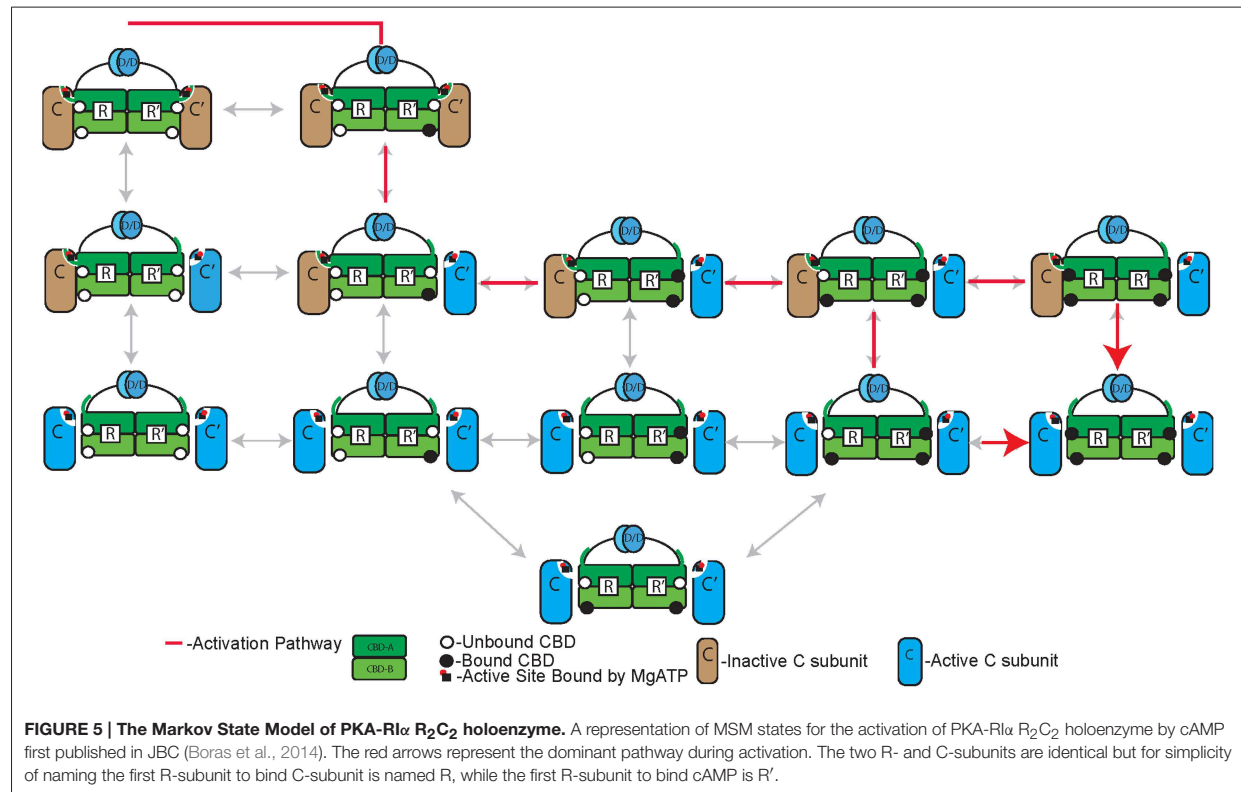 D/D D/D
C R R' C' C R R' C'
D/D D/D D/D D/D D/D
C R R' C' C R R' C' C R R' C' C R R' C' C R R' C'
D/D D/D D/D D/D D/D
C R R' C' C R R' C' C R R' C' C R R' C' C R R' C'
D/D
C R R' C'
-Activation Pathway
CBD-A
CBD-B
-Unbound CBD
-Bound CBD
-Active Site Bound by MgATP
C -Inactive C subunit
C -Active C subunit
FIGURE 5 | The Markov State Model of PKA-RIα R₂C₂ holoenzyme. A representation of MSM states for the activation of PKA-RIα R₂C₂ holoenzyme by cAMP
first published in JBC (Boras et al., 2014). The red arrows represent the dominant pathway during activation. The two R- and C-subunits are identical but for simplicity
of naming the first R-subunit to bind C-subunit is named R, while the first R-subunit to bind cAMP is R′.